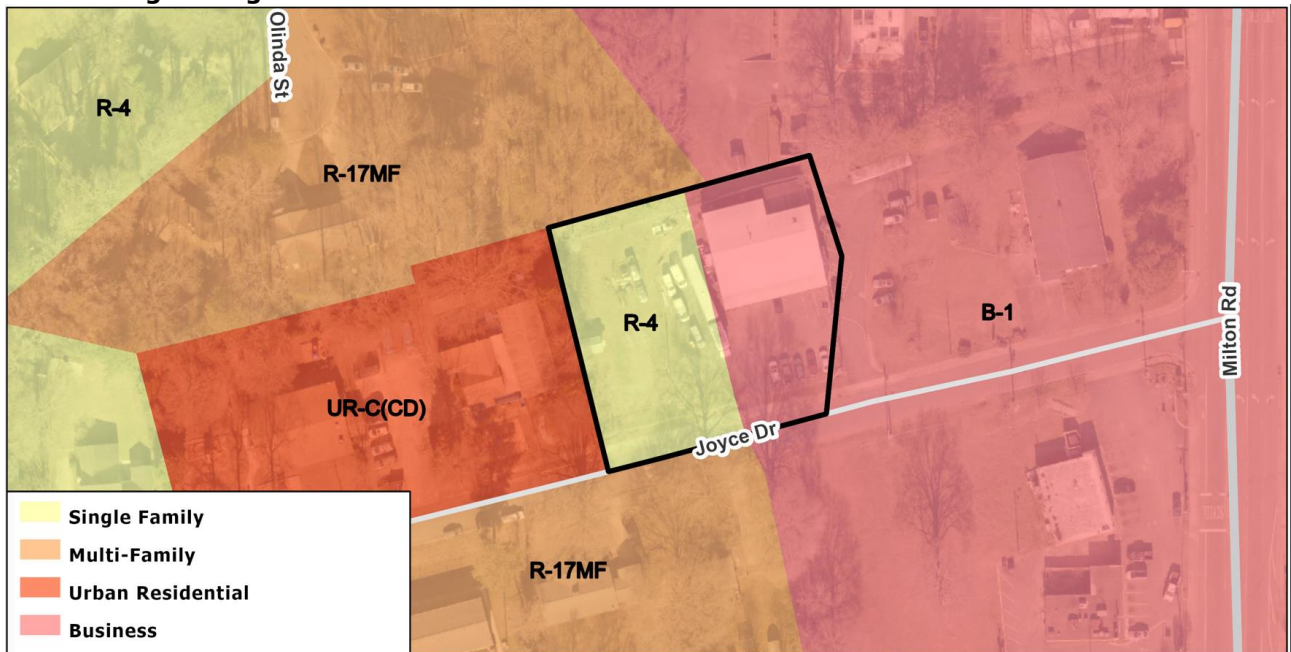 Olinda St
R-4
R-17MF
R-4
B-1
Milton Rd
UR-C(CD)
Joyce Dr
R-17MF
Single Family
Multi-Family
Urban Residential
Business